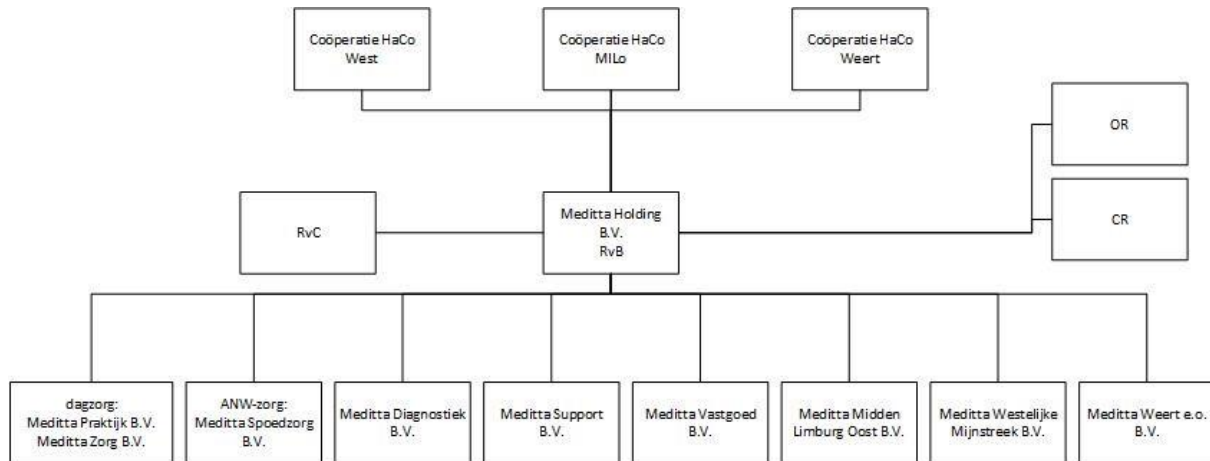 Coöperatie HaCo
West
Coöperatie HaCo
MILo
Coöperatie HaCo
Weert
OR
CR
RvC
Meditta Holding
B.V.
RvB
dagzorg:
Meditta Praktijk B.V.
Meditta Zorg B.V.
ANW-zorg:
Meditta Spoedzorg
B.V.
Meditta Diagnostiek
B.V.
Meditta Support
B.V.
Meditta Vastgoed
B.V.
Meditta Midden
Limburg Oost B.V.
Meditta Westelijke
Mijnstreek B.V.
Meditta Weert e.o.
B.V.